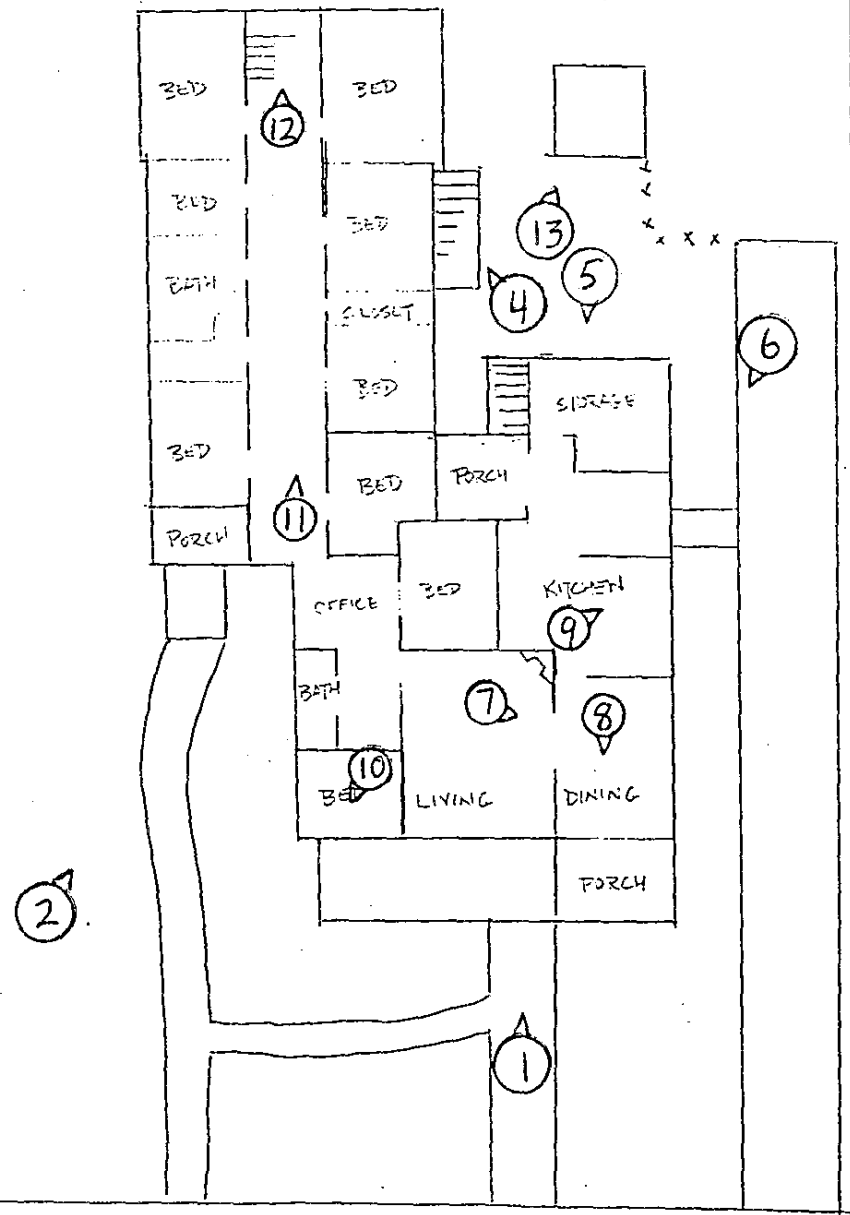 BED
BED
12
BED
BED
13
BATH
5
4
CLOSET
6
BED
STORAGE
BED
BED
PORCH
11
PORCH
BED
KITCHEN
OFFICE
9
BATH
7
8
10
BED
LIVING
DINING
PORCH
2
1